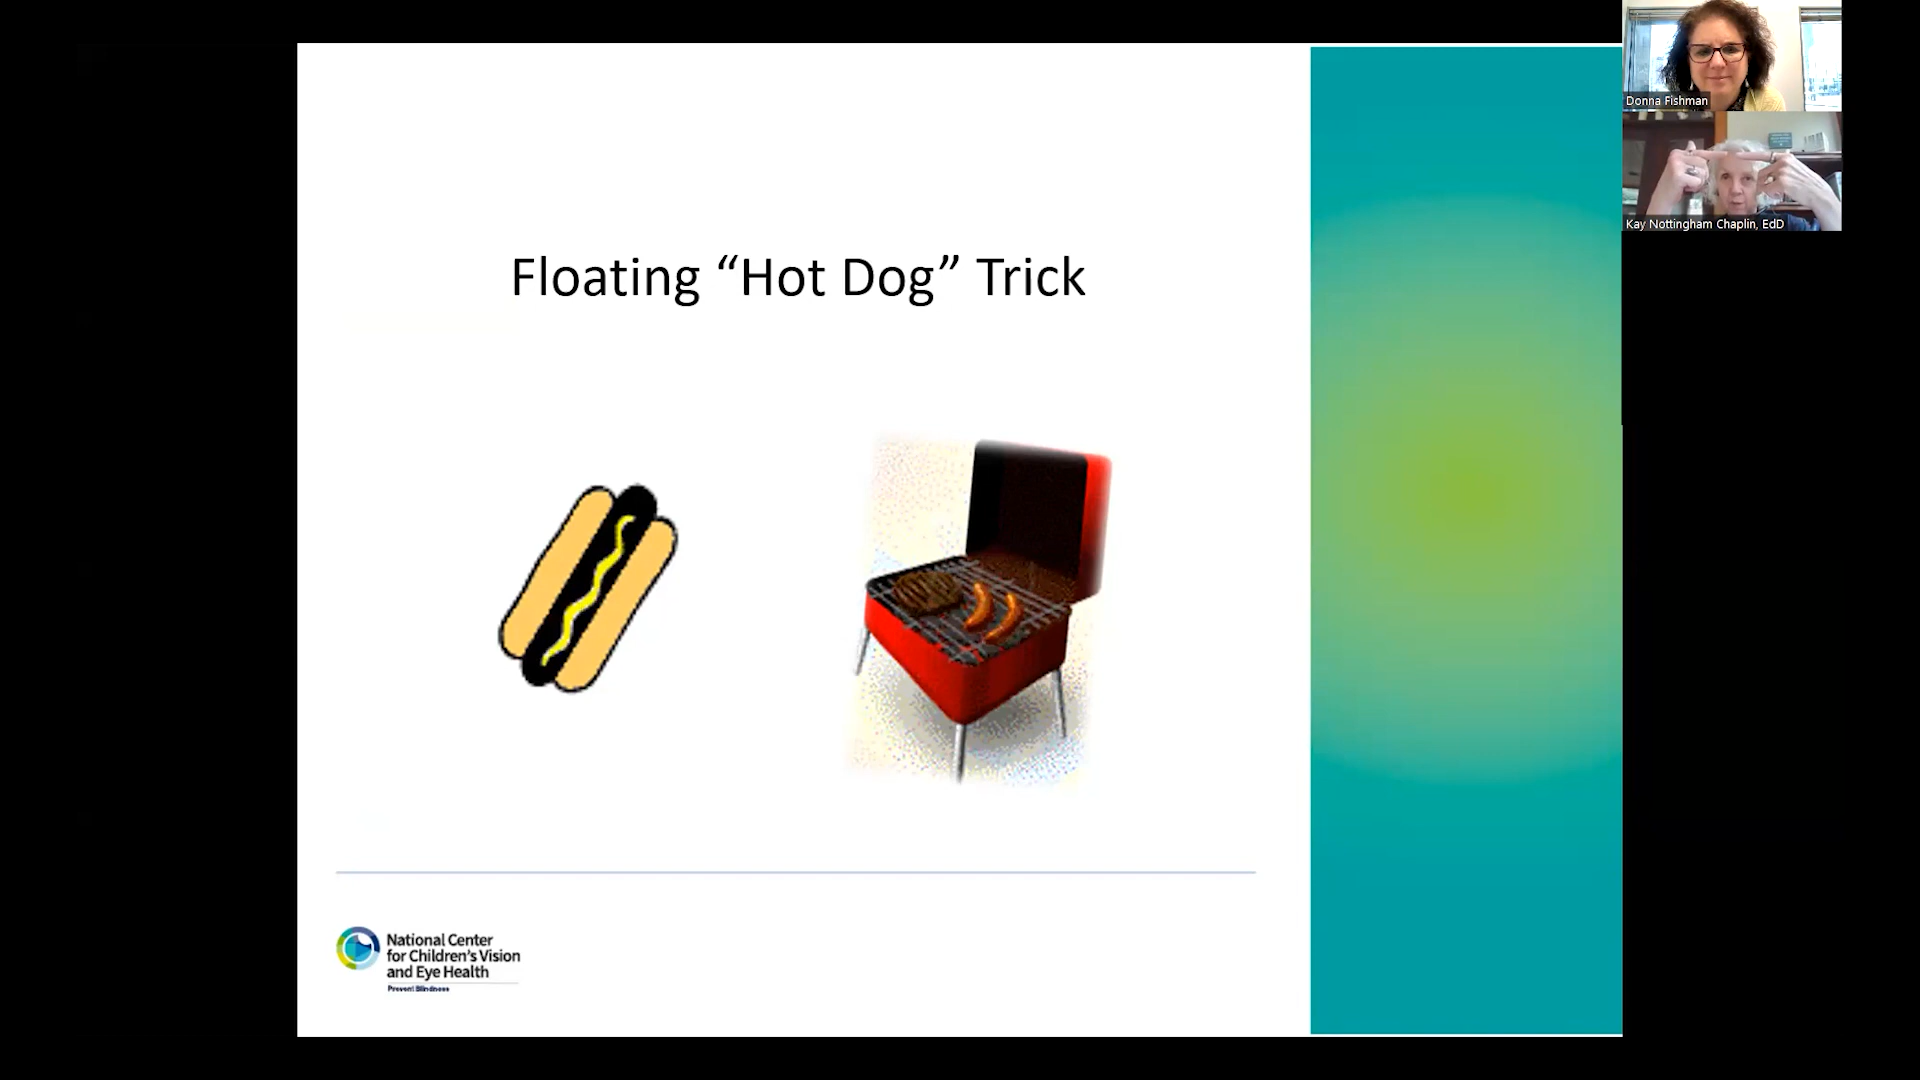 Donna Fishman
Kay Nottingham Chaplin, EdD
Floating “Hot Dog” Trick
National Center
for Children's Vision
and Eye Health
Prevent Blindness